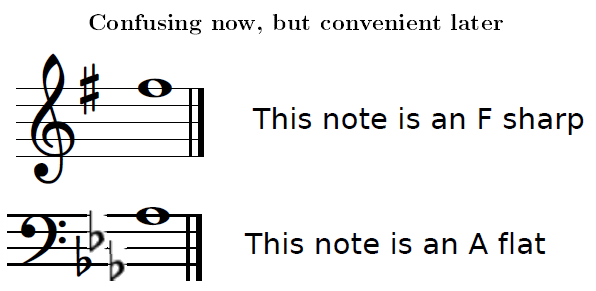 Confusing now, but convenient later
This note is an F sharp
This note is an A flat